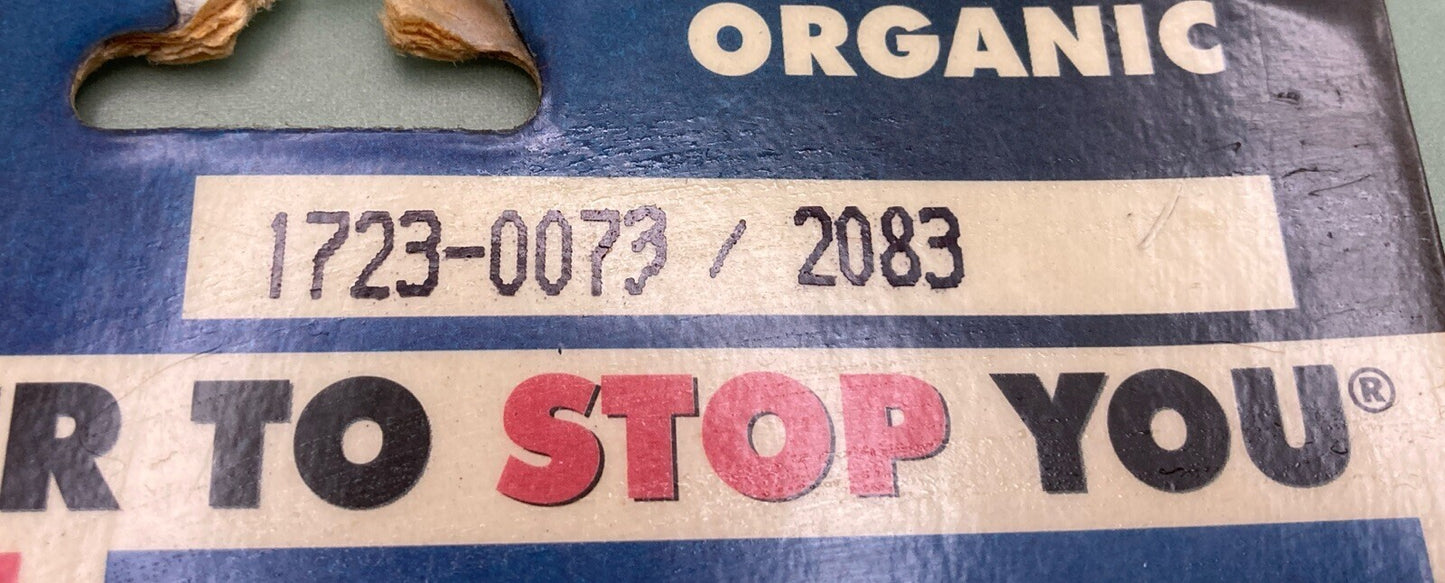 ORGANIC
1723-0073 / 2083
R TO STOP YOU®